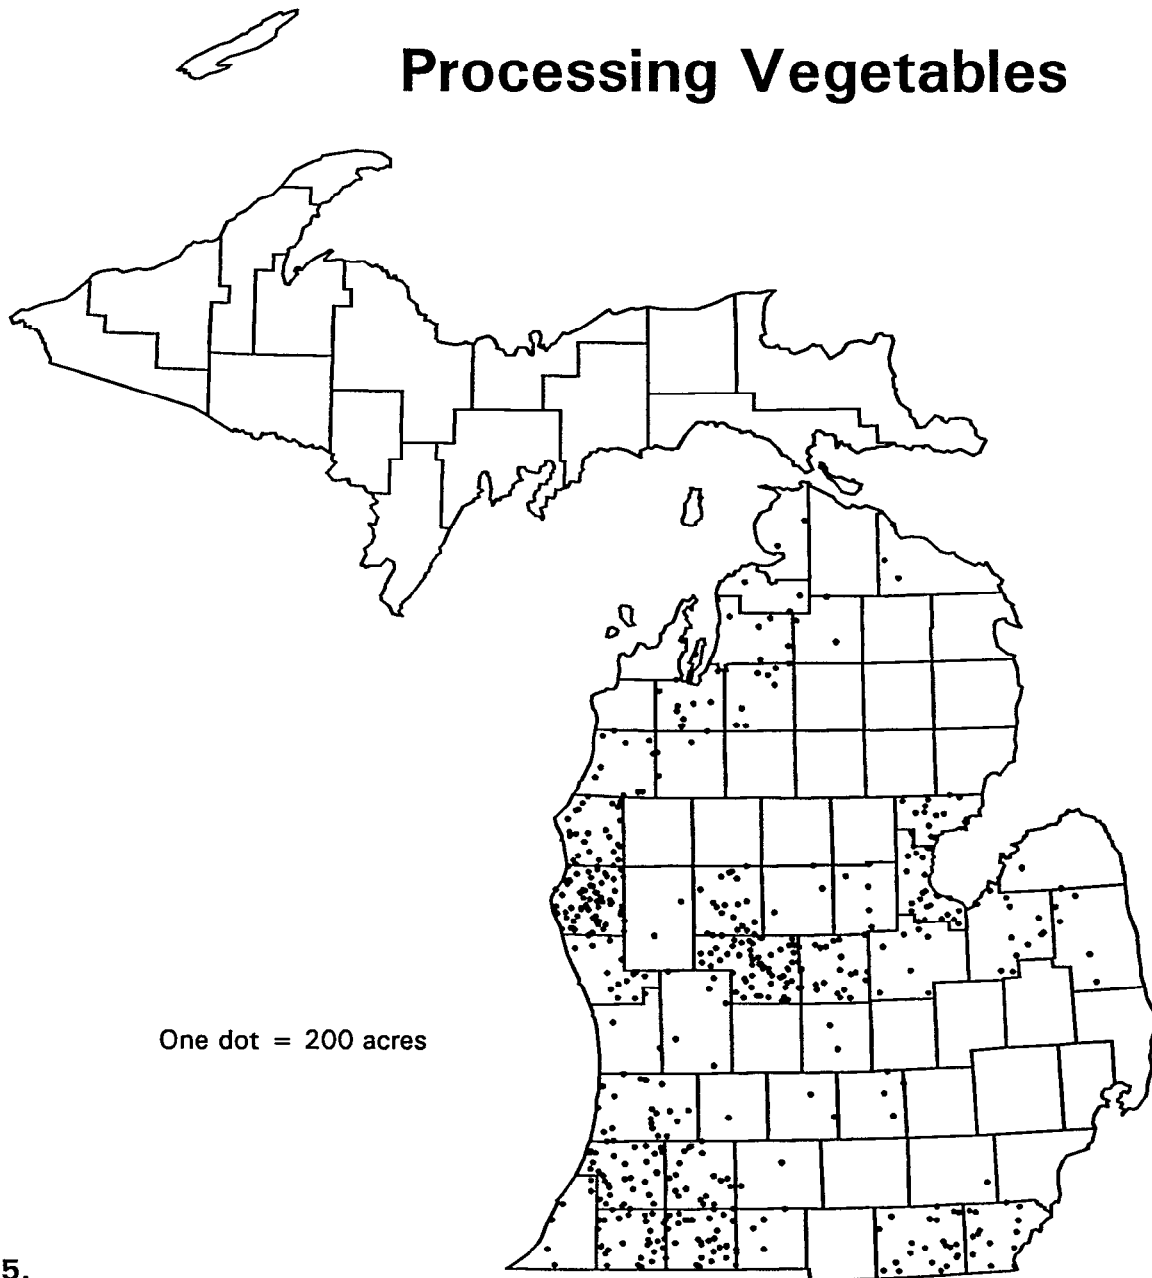 Processing Vegetables
One dot = 200 acres
5.